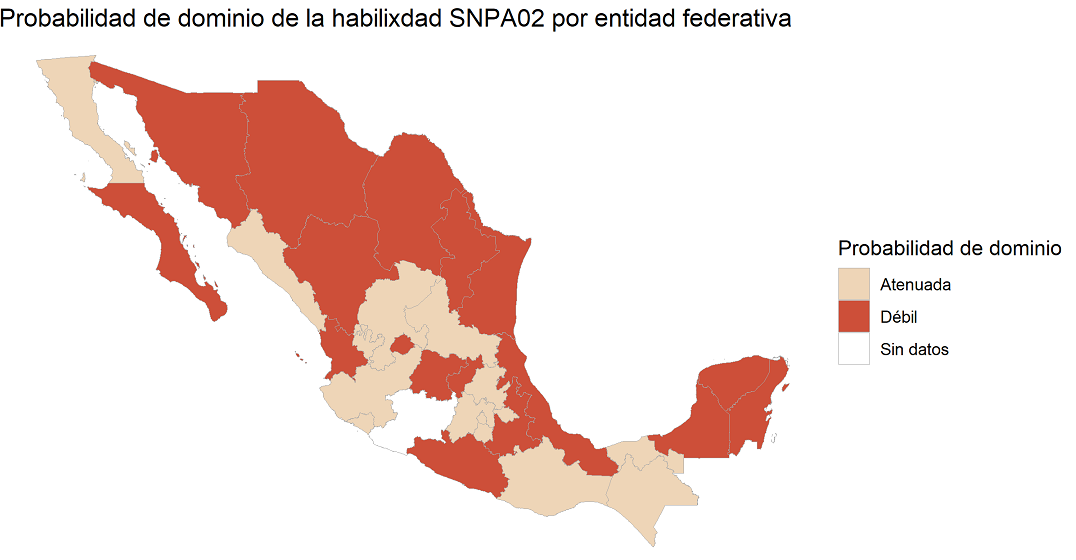 Probabilidad de dominio de la habilixdad SNPA02 por entidad federativa
Probabilidad de dominio
Atenuada
Débil
Sin datos